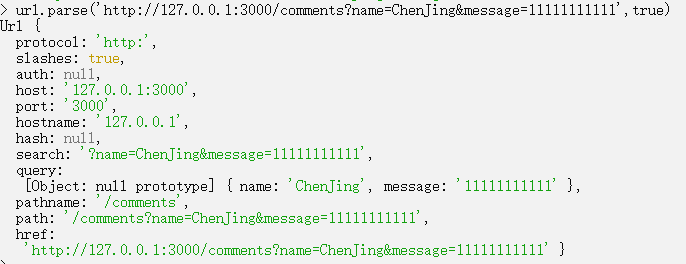 > url.parse('http://127.0.0.1:3000/comments?name=ChenJing&message=11111111111',true)
Url {
  protocol: 'http:',
  slashes: true,
  auth: null,
  host: '127.0.0.1:3000',
  port: '3000',
  hostname: '127.0.0.1',
  hash: null,
  search: '?name=ChenJing&message=11111111111',
  query:
   [Object: null prototype] { name: 'ChenJing', message: '11111111111' },
  pathname: '/comments',
  path: '/comments?name=ChenJing&message=11111111111',
  href:
   'http://127.0.0.1:3000/comments?name=ChenJing&message=11111111111' }